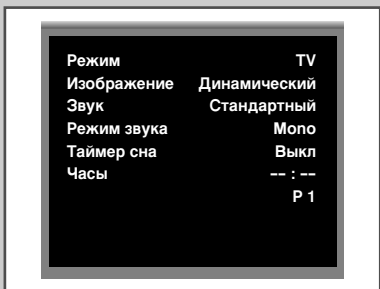 Режим TV
Изображение Динамический
Звук Стандартный
Режим звука Mono
Таймер сна Выкл
Часы -- : --
P 1